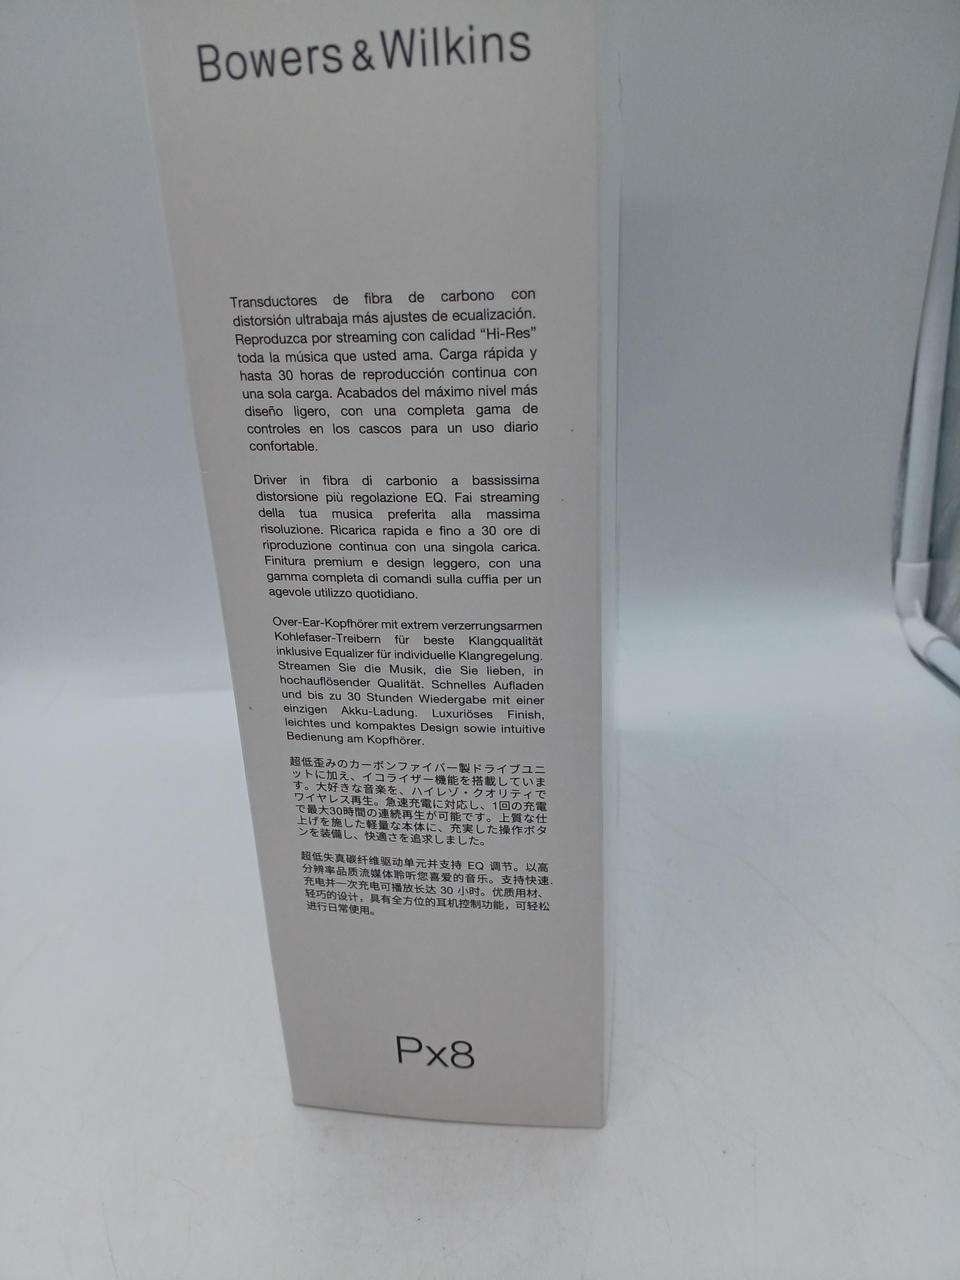 Bowers & Wilkins
Transductores de fibra de carbono con
distorsión ultrabaja más ajustes de ecualización.
Reproduzca por streaming con calidad “Hi-Res”
toda la música que usted ama. Carga rápida y
hasta 30 horas de reproducción continua con
una sola carga. Acabados del máximo nivel más
diseño ligero, con una completa gama de
controles en los cascos para un uso diario
confortable.
Driver in fibra di carbonio a bassissima
distorsione più regolazione EQ. Fai streaming
della tua musica preferita alla massima
risoluzione. Ricarica rapida e fino a 30 ore di
riproduzione continua con una singola carica.
Finitura premium e design leggero, con una
gamma completa di comandi sulla cuffia per un
agevole utilizzo quotidiano.
Over-Ear-Kopfhörer mit extrem verzerrungsarmen
Kohlefaser-Treibern für beste Klangqualität
inklusive Equalizer für individuelle Klangregelung.
Streamen Sie die Musik, die Sie lieben, in
hochauflösender Qualität. Schnelles Aufladen
und bis zu 30 Stunden Wiedergabe mit einer
einzigen Akku-Ladung. Luxuriöses Finish,
leichtes und kompaktes Design sowie intuitive
Bedienung am Kopfhörer.
超低歪みのカーボンファイバー製ドライブユニ
ットに加え、イコライザー機能を搭載していま
す。大好きな音楽を、ハイレゾ・クオリティで
ワイヤレス再生。急速充電に対応し、1回の充電
で最大30時間の連続再生が可能です。上質な仕
上げを施した軽量な本体に、充実した操作ボタ
ンを装備し、快適さを追求しました。
超低失真碳纤维驱动单元并支持 EQ 调节。以高
分辨率品质流媒体聆听您喜爱的音乐。支持快速
充电并一次充电可播放长达 30 小时。优质用材、
轻巧的设计，具有全方位的耳机控制功能，可轻松
进行日常使用。
Px8